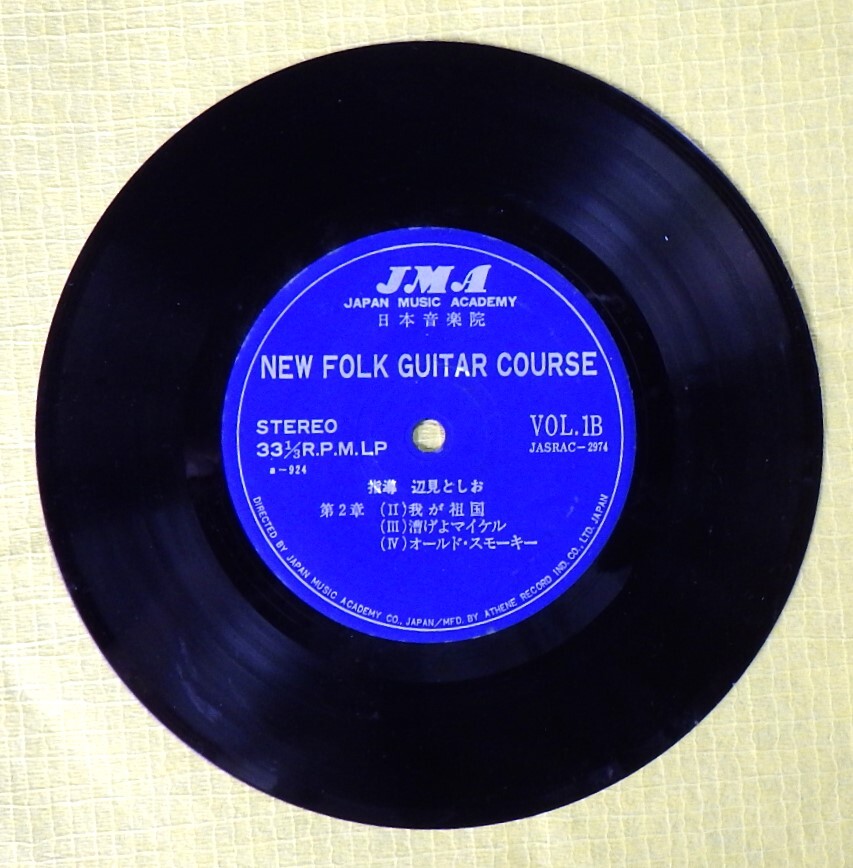 JMA
JAPAN MUSIC ACADEMY
日本音楽院
NEW FOLK GUITAR COURSE
STEREO
33⅓R.P.M.LP
a-924
VOL.1B
JASRAC-2974
指導 辺見としお
第2章 (II)我が祖国
(III)漕げよマイケル
(IV)オールド・スモーキー
DIRECTED BY JAPAN MUSIC ACADEMY CO., JAPAN/MFD. BY ATHENE RECORD IND. CO., LTD. JAPAN